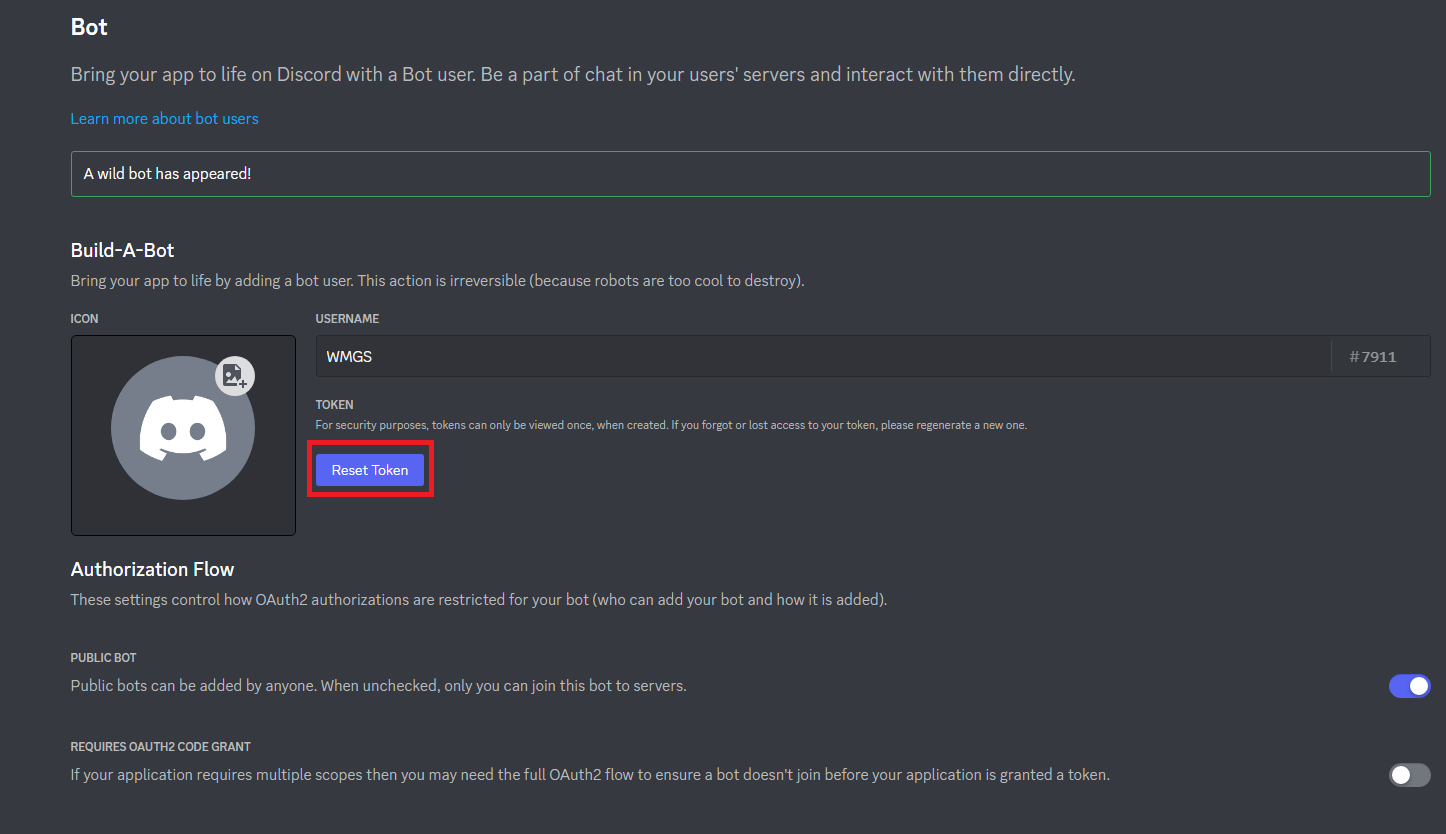 Bot
Bring your app to life on Discord with a Bot user. Be a part of chat in your users' servers and interact with them directly.
Learn more about bot users
A wild bot has appeared!
Build-A-Bot
Bring your app to life by adding a bot user. This action is irreversible (because robots are too cool to destroy).
ICON
USERNAME
WMGS
#7911
TOKEN
For security purposes, tokens can only be viewed once, when created. If you forgot or lost access to your token, please regenerate a new one.
Reset Token
Authorization Flow
These settings control how OAuth2 authorizations are restricted for your bot (who can add your bot and how it is added).
PUBLIC BOT
Public bots can be added by anyone. When unchecked, only you can join this bot to servers.
REQUIRES OAUTH2 CODE GRANT
If your application requires multiple scopes then you may need the full OAuth2 flow to ensure a bot doesn't join before your application is granted a token.